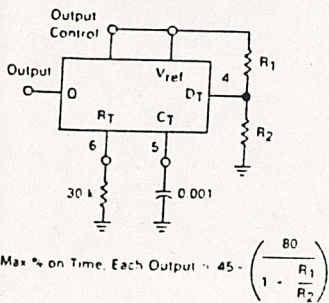 Output
Control
Output
O
Vref
4
DT
R1
RT
CT
R2
6
5
30 k
0.001
Max % on Time, Each Output ≈ 45 - ( 80 / ( 1 + R1 / R2 ) )